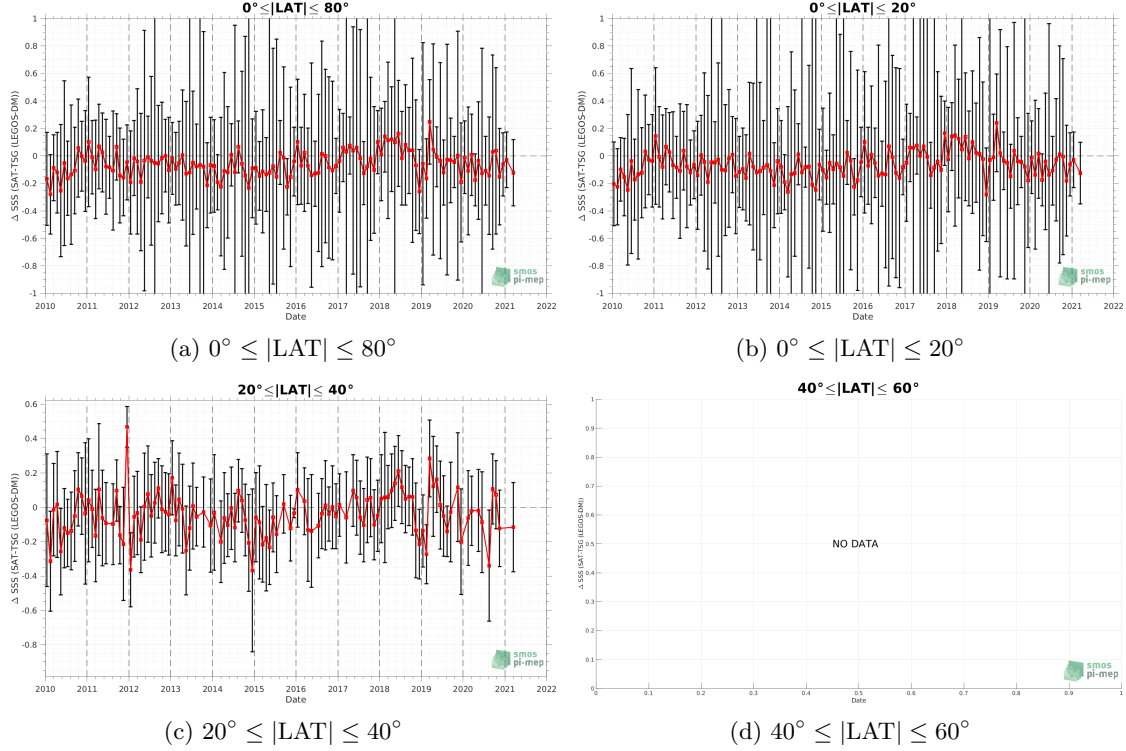 0°≤|LAT|≤ 80°
1
0.8
0.6
0.4
0.2
0
-0.2
-0.4
-0.6
-0.8
-1
Δ SSS (SAT-TSG (LEGOS-DM))
2010 2011 2012 2013 2014 2015 2016 2017 2018 2019 2020 2021 2022
Date
smos
pi-mep
(a) 0° ≤ |LAT| ≤ 80°
0°≤|LAT|≤ 20°
1
0.8
0.6
0.4
0.2
0
-0.2
-0.4
-0.6
-0.8
-1
Δ SSS (SAT-TSG (LEGOS-DM))
2010 2011 2012 2013 2014 2015 2016 2017 2018 2019 2020 2021 2022
Date
smos
pi-mep
(b) 0° ≤ |LAT| ≤ 20°
20°≤|LAT|≤ 40°
0.6
0.4
0.2
0
-0.2
-0.4
-0.6
-0.8
Δ SSS (SAT-TSG (LEGOS-DM))
2010 2011 2012 2013 2014 2015 2016 2017 2018 2019 2020 2021 2022
Date
smos
pi-mep
(c) 20° ≤ |LAT| ≤ 40°
40°≤|LAT|≤ 60°
1
0.9
0.8
0.7
0.6
0.5
0.4
0.3
0.2
0.1
0
Δ SSS (SAT-TSG (LEGOS-DM))
NO DATA
0 0.1 0.2 0.3 0.4 0.5 0.6 0.7 0.8 0.9 1
Date
smos
pi-mep
(d) 40° ≤ |LAT| ≤ 60°